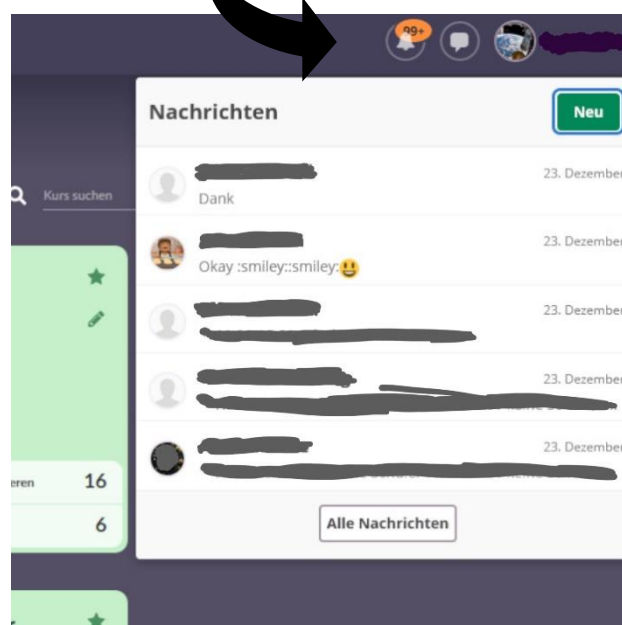 99+
Nachrichten
Neu
Kurs suchen
23. Dezember
Dank
23. Dezember
Okay :smiley::smiley:😃
23. Dezember
23. Dezember
23. Dezember
eren 16
6
Alle Nachrichten